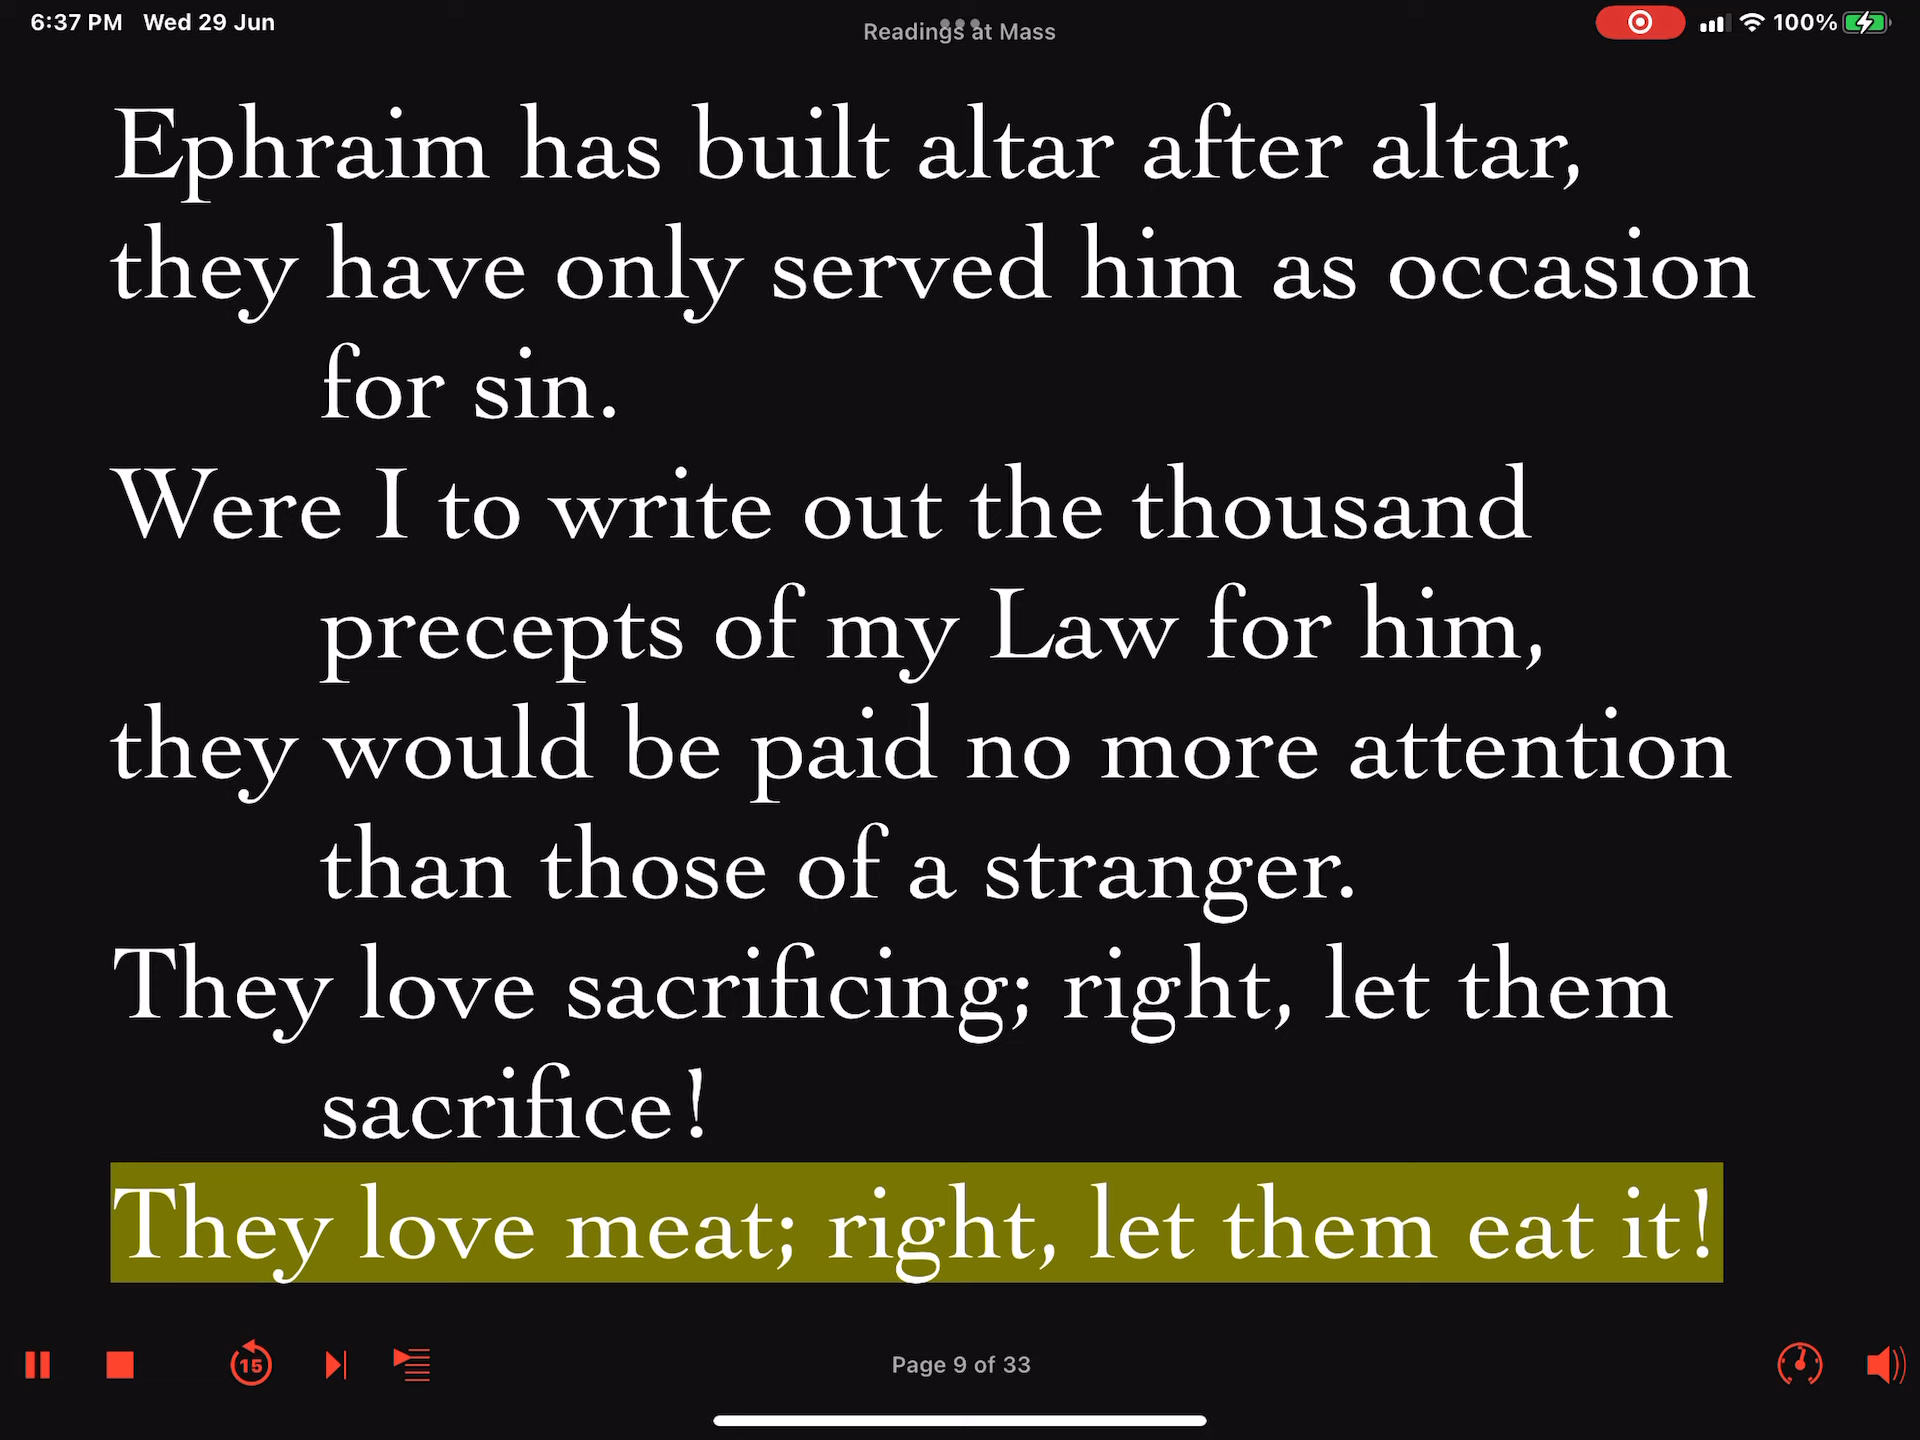 6:37 PM Wed 29 Jun
Readings at Mass
100%
Ephraim has built altar after altar,
they have only served him as occasion
for sin.
Were I to write out the thousand
precepts of my Law for him,
they would be paid no more attention
than those of a stranger.
They love sacrificing; right, let them
sacrifice!
They love meat; right, let them eat it!
15
Page 9 of 33